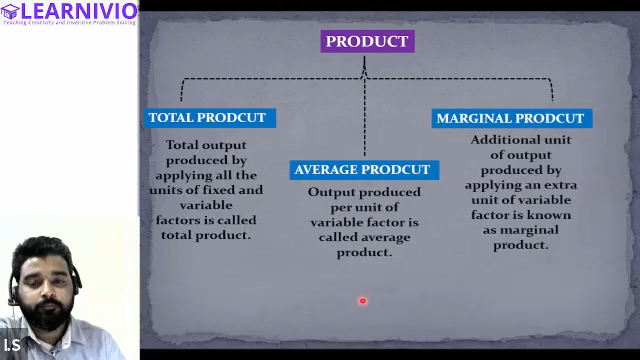 LEARNIVIO
Teaching Creativity and Inventive Problem Solving
PRODUCT
TOTAL PRODCUT
Total output
produced by
applying all the
units of fixed and
variable
factors is called
total product.
AVERAGE PRODCUT
Output produced
per unit of
variable factor is
called average
product.
MARGINAL PRODCUT
Additional unit
of output
produced by
applying an extra
unit of variable
factor is known
as marginal
product.
I.S